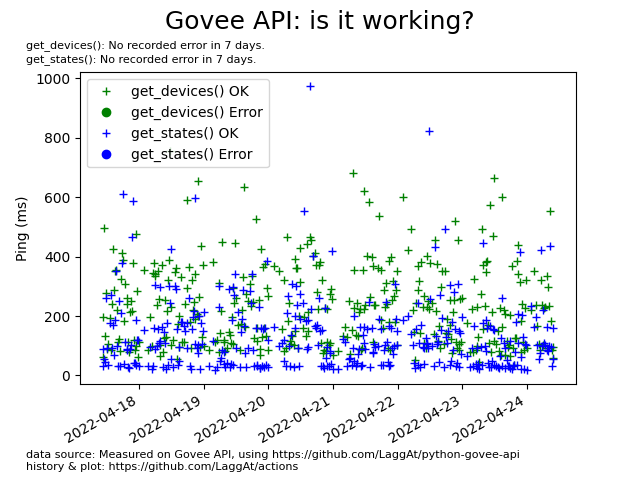 Govee API: is it working?
get_devices(): No recorded error in 7 days.
get_states(): No recorded error in 7 days.
get_devices() OK
get_devices() Error
get_states() OK
get_states() Error
Ping (ms)
1000
800
600
400
200
0
2022-04-18
2022-04-19
2022-04-20
2022-04-21
2022-04-22
2022-04-23
2022-04-24
data source: Measured on Govee API, using https://github.com/LaggAt/python-govee-api
history & plot: https://github.com/LaggAt/actions